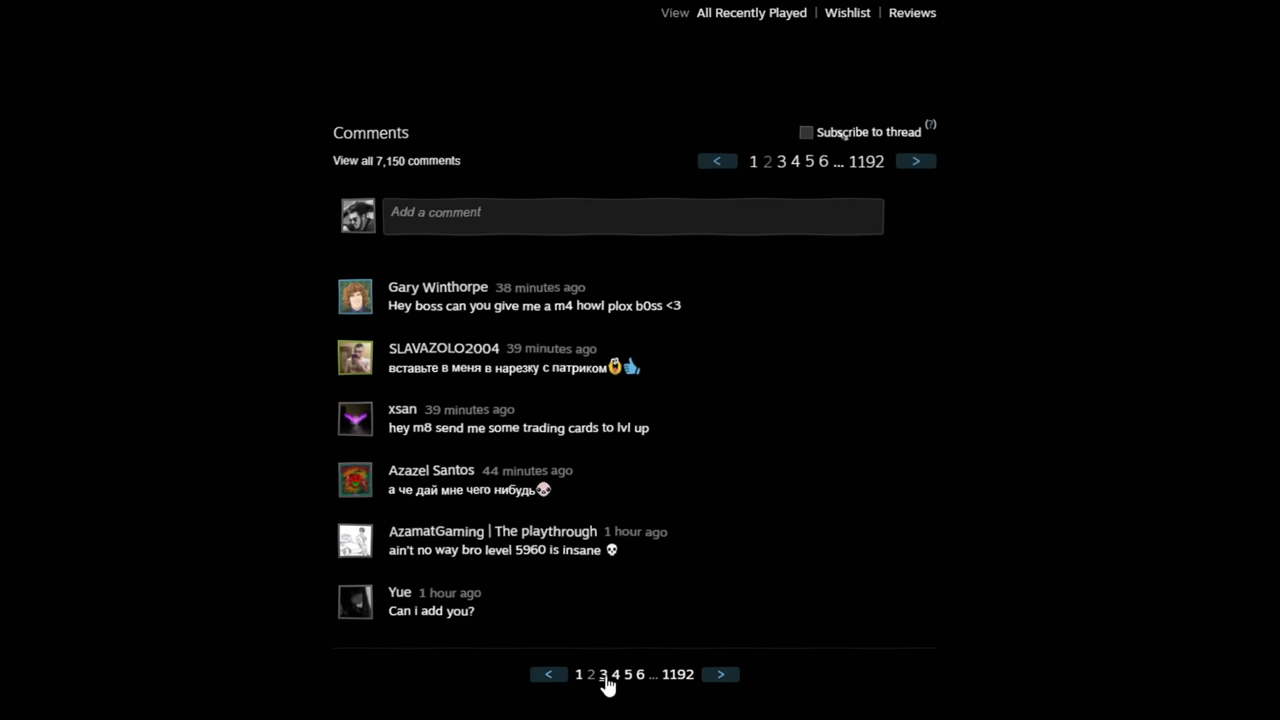 View All Recently Played | Wishlist | Reviews
Comments
Subscribe to thread (?)
View all 7,150 comments
< 1 2 3 4 5 6 ... 1192 >
Add a comment
Gary Winthorpe 38 minutes ago
Hey boss can you give me a m4 howl plox b0ss <3
SLAVAZOLO2004 39 minutes ago
вставьте в меня в нарезку с патриком
xsan 39 minutes ago
hey m8 send me some trading cards to lvl up
Azazel Santos 44 minutes ago
а че дай мне чего нибудь
AzamatGaming | The playthrough 1 hour ago
ain't no way bro level 5960 is insane 💀
Yue 1 hour ago
Can i add you?
< 1 2 3 4 5 6 ... 1192 >